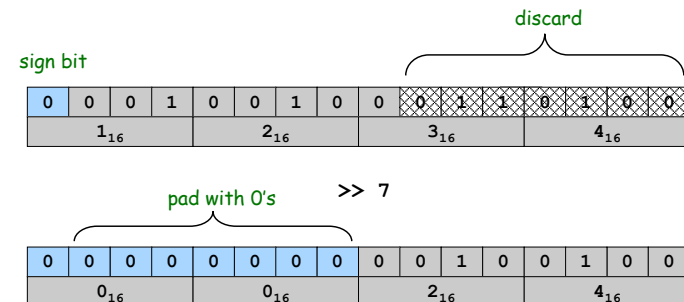 discard
sign bit
0 0 0 1 0 0 1 0 0 0 1 1 0 1 0 0
1₁₆ 2₁₆ 3₁₆ 4₁₆
pad with 0's >> 7
0 0 0 0 0 0 0 0 0 0 1 0 0 1 0 0
0₁₆ 0₁₆ 2₁₆ 4₁₆